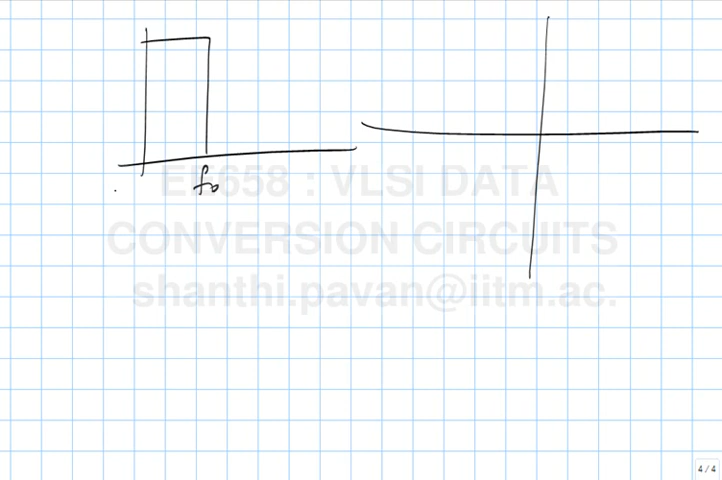 f₀
EE658 : VLSI DATA
CONVERSION CIRCUITS
shanthi.pavan@iitm.ac.
4 / 4